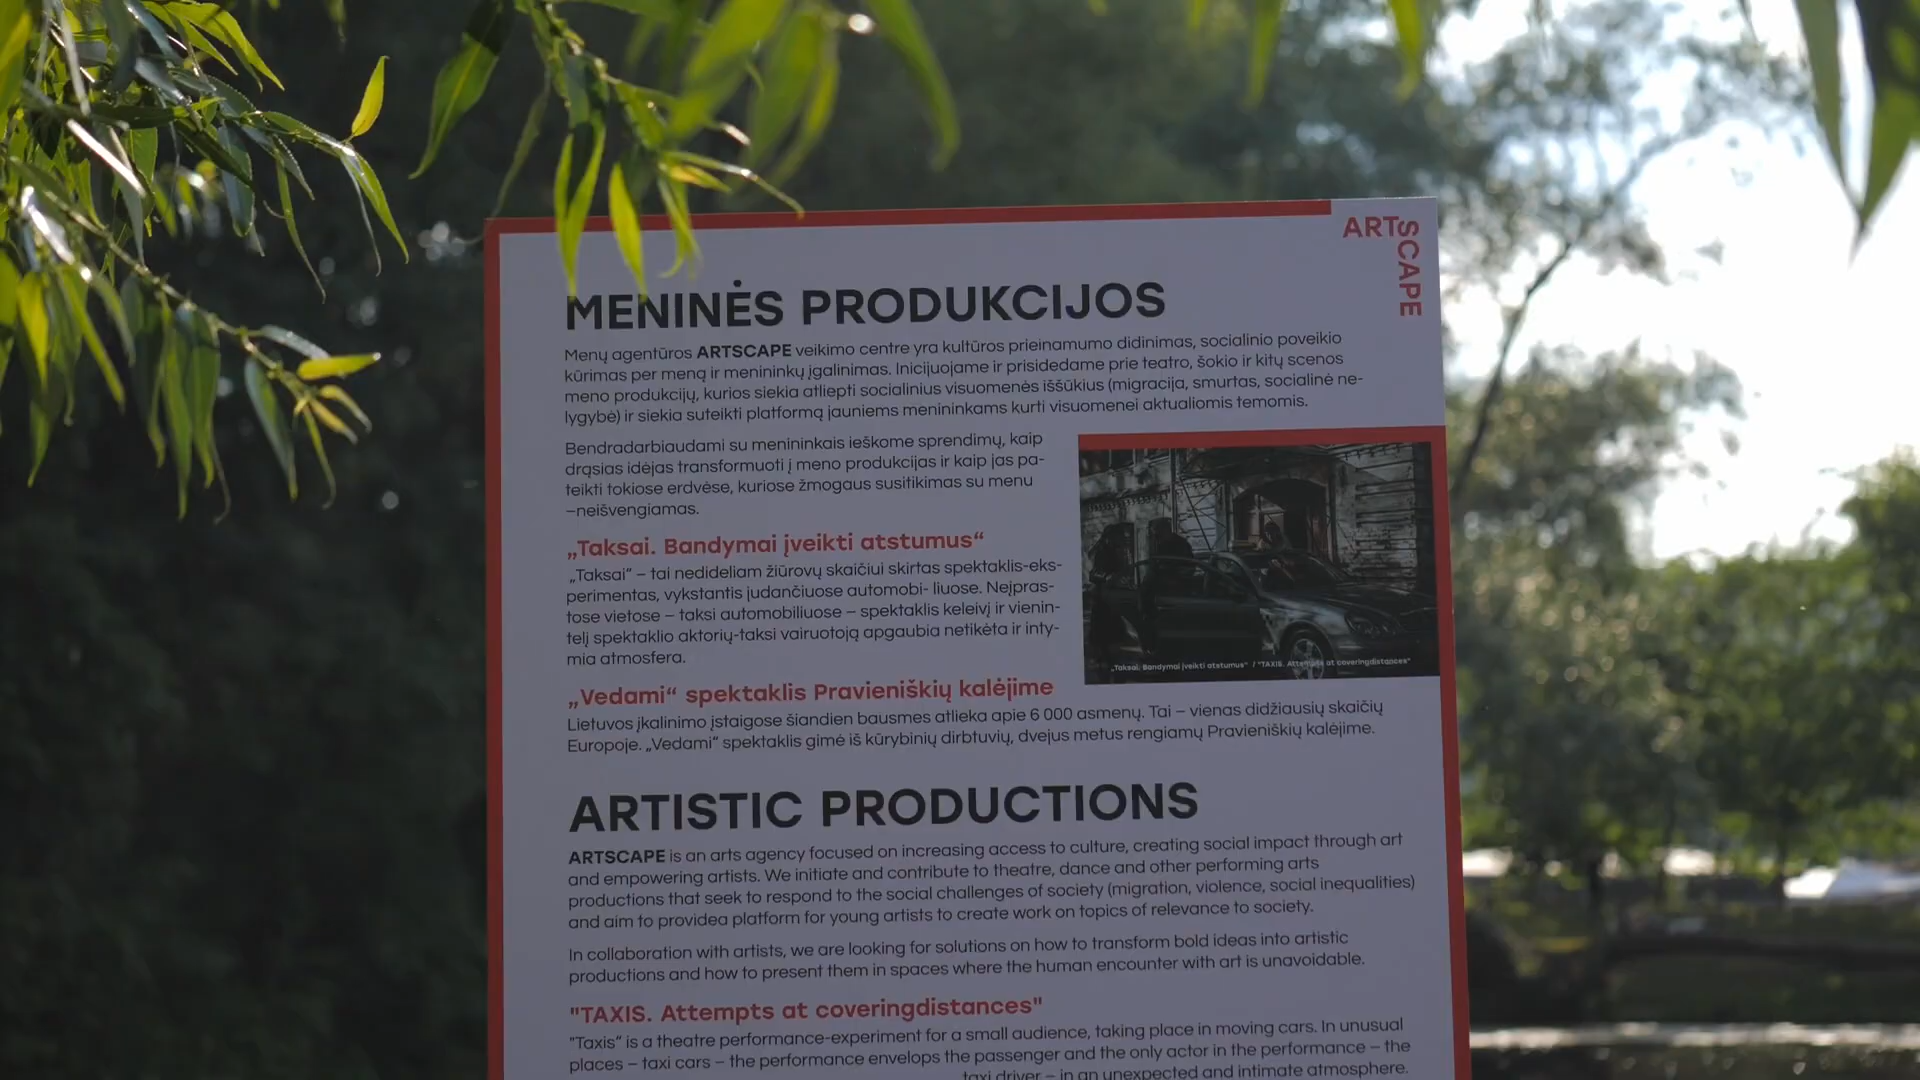 ARTSCAPE
MENINĖS PRODUKCIJOS
Menų agentūros ARTSCAPE veikimo centre yra kultūros prieinamumo didinimas, socialinio poveikio
kūrimas per meną ir menininkų įgalinimas. Inicijuojame ir prisidedame prie teatro, šokio ir kitų scenos
meno produkcijų, kurios siekia atliepti socialinius visuomenės iššūkius (migracija, smurtas, socialinė ne-
lygybė) ir siekia suteikti platformą jauniems menininkams kurti visuomenei aktualiomis temomis.
Bendradarbiaudami su menininkais ieškome sprendimų, kaip
drąsias idėjas transformuoti į meno produkcijas ir kaip jas pa-
teikti tokiose erdvėse, kuriose žmogaus susitikimas su menu
–neišvengiamas.
„Taksai. Bandymai įveikti atstumus“
„Taksai“ – tai nedideliam žiūrovų skaičiui skirtas spektaklis-eks-
perimentas, vykstantis judančiuose automobi- liuose. Neįpras-
tose vietose – taksi automobiliuose – spektaklis keleivį ir vienin-
telį spektaklio aktorių-taksi vairuotoją apgaubia netikėta ir inty-
mia atmosfera.
„Taksai. Bandymai įveikti atstumus“ / "TAXIS. Attempts at coveringdistances"
„Vedami“ spektaklis Pravieniškių kalėjime
Lietuvos įkalinimo įstaigose šiandien bausmes atlieka apie 6 000 asmenų. Tai – vienas didžiausių skaičių
Europoje. „Vedami“ spektaklis gimė iš kūrybinių dirbtuvių, dvejus metus rengiamų Pravieniškių kalėjime.
ARTISTIC PRODUCTIONS
ARTSCAPE is an arts agency focused on increasing access to culture, creating social impact through art
and empowering artists. We initiate and contribute to theatre, dance and other performing arts
productions that seek to respond to the social challenges of society (migration, violence, social inequalities)
and aim to providea platform for young artists to create work on topics of relevance to society.
In collaboration with artists, we are looking for solutions on how to transform bold ideas into artistic
productions and how to present them in spaces where the human encounter with art is unavoidable.
"TAXIS. Attempts at coveringdistances"
"Taxis" is a theatre performance-experiment for a small audience, taking place in moving cars. In unusual
places – taxi cars – the performance envelops the passenger and the only actor in the performance – the
taxi driver – in an unexpected and intimate atmosphere.